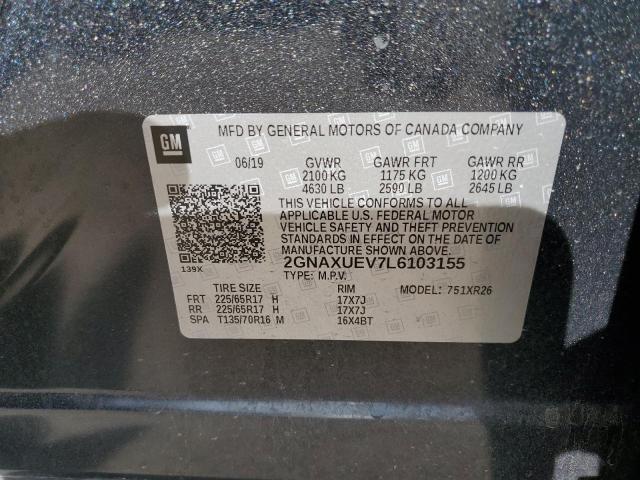 GM
MFD BY GENERAL MOTORS OF CANADA COMPANY
06/19 GVWR GAWR FRT GAWR RR
2100 KG 1175 KG 1200 KG
4630 LB 2590 LB 2645 LB
THIS VEHICLE CONFORMS TO ALL
APPLICABLE U.S. FEDERAL MOTOR
VEHICLE SAFETY AND THEFT PREVENTION
STANDARDS IN EFFECT ON THE DATE OF
MANUFACTURE SHOWN ABOVE.
139X
2GNAXUEV7L6103155
TYPE: M.P.V. MODEL: 751XR26
TIRE SIZE RIM
FRT 225/65R17 H 17X7J
RR 225/65R17 H 17X7J
SPA T135/70R16 M 16X4BT